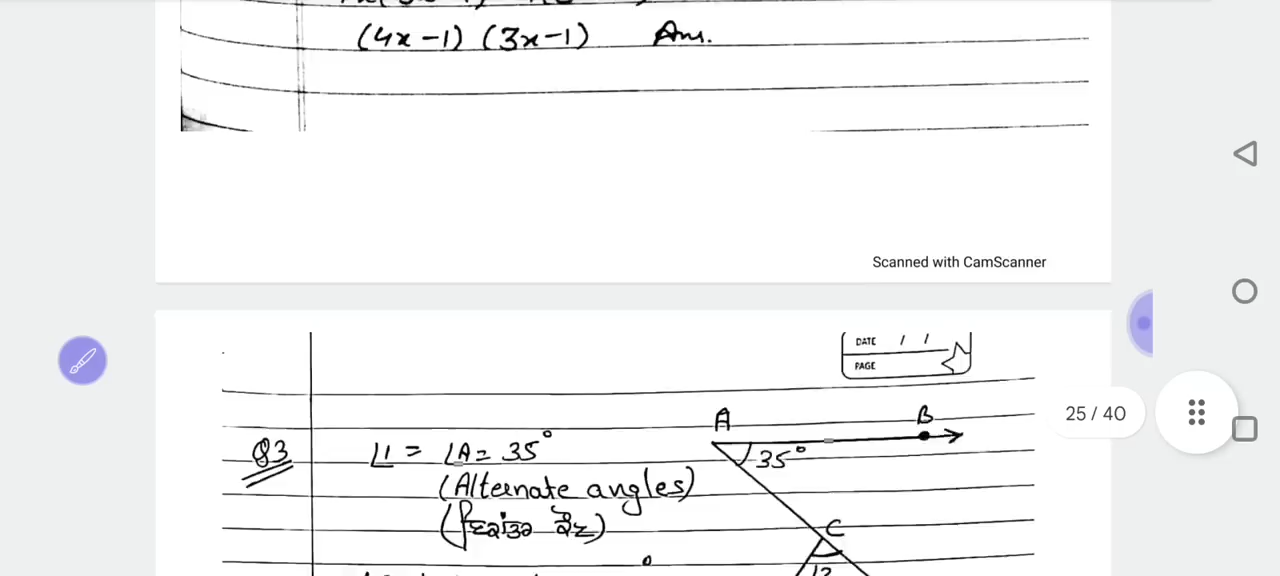 (4x-1) (3x-1) Ans.
Scanned with CamScanner
DATE / /
PAGE
25 / 40
A B
Q3 ∠1 = ∠A = 35° 35°
(Alternate angles)
C